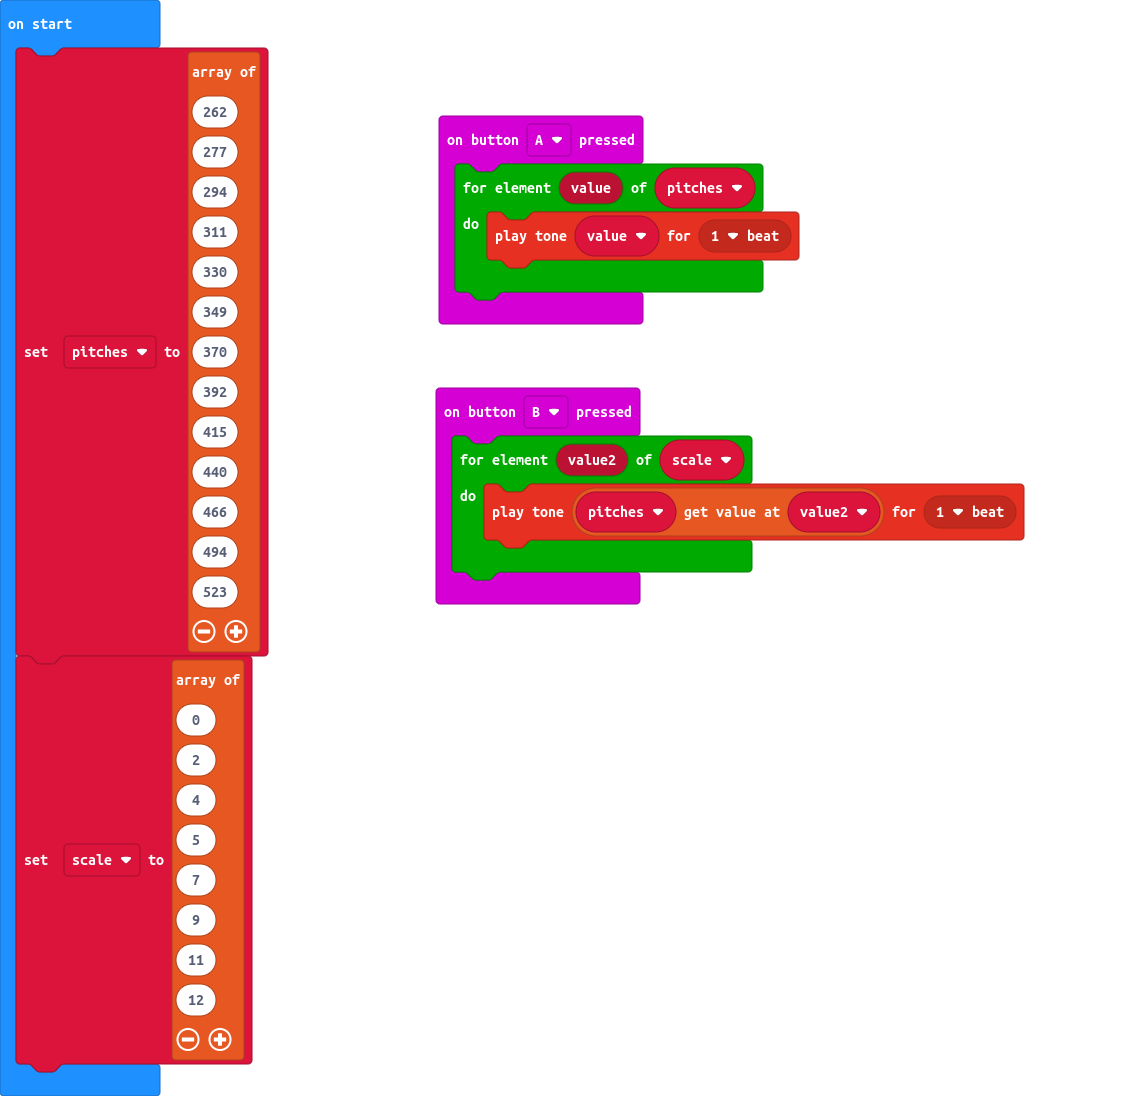 on start
set pitches to
array of
262
277
294
311
330
349
370
392
415
440
466
494
523
set scale to
array of
0
2
4
5
7
9
11
12
on button A pressed
for element value of pitches
do play tone value for 1 beat
on button B pressed
for element value2 of scale
do play tone pitches get value at value2 for 1 beat